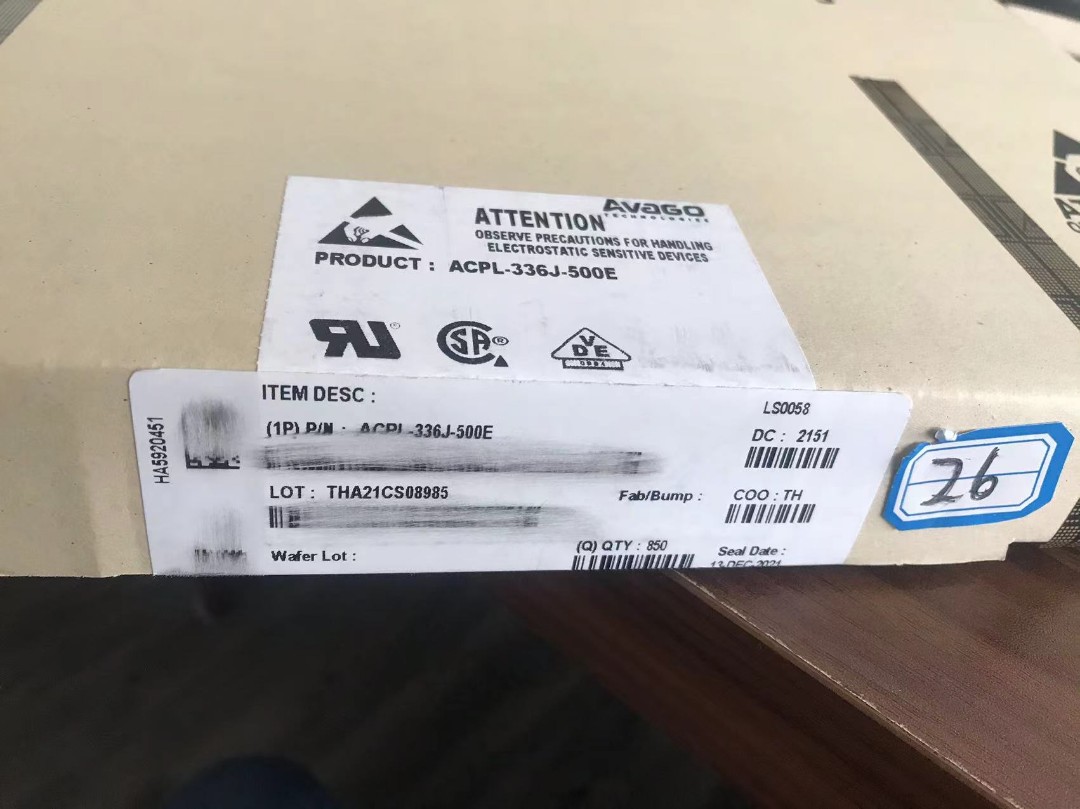 AVAGO
TECHNOLOGIES
ATTENTION
OBSERVE PRECAUTIONS FOR HANDLING
ELECTROSTATIC SENSITIVE DEVICES
PRODUCT : ACPL-336J-500E
SA
VDE
ITEM DESC :
(1P) P/N : ACPL-336J-500E
LOT : THA21CS08985
Wafer Lot :
Fab/Bump :
(Q) QTY : 850
LS0058
DC : 2151
COO : TH
Seal Date :
13-DEC-2021
HA5920451
26